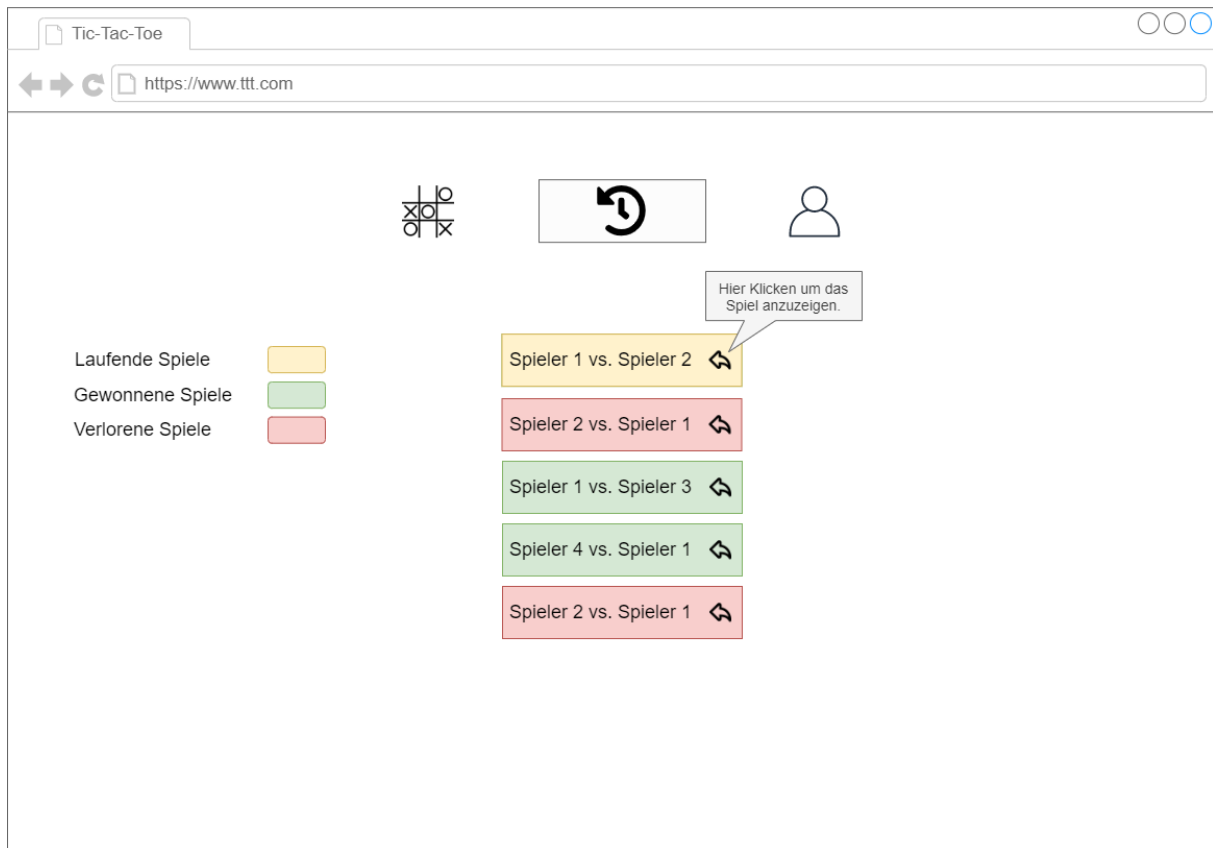 Tic-Tac-Toe
https://www.ttt.com
Hier Klicken um das
Spiel anzuzeigen.
Laufende Spiele
Gewonnene Spiele
Verlorene Spiele
Spieler 1 vs. Spieler 2
Spieler 2 vs. Spieler 1
Spieler 1 vs. Spieler 3
Spieler 4 vs. Spieler 1
Spieler 2 vs. Spieler 1